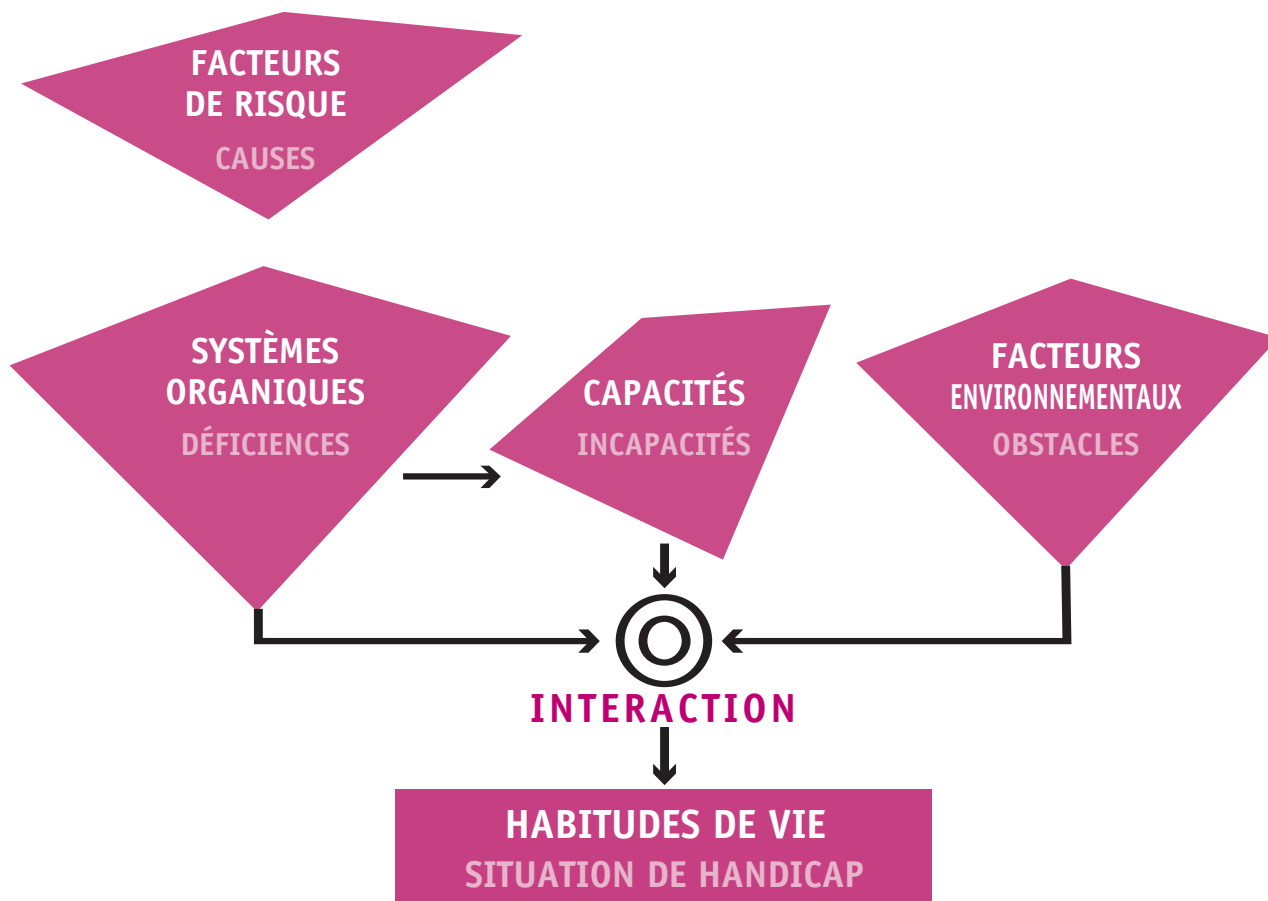 FACTEURS
DE RISQUE
CAUSES
SYSTÈMES
ORGANIQUES
DÉFICIENCES
CAPACITÉS
INCAPACITÉS
FACTEURS
ENVIRONNEMENTAUX
OBSTACLES
INTERACTION
HABITUDES DE VIE
SITUATION DE HANDICAP